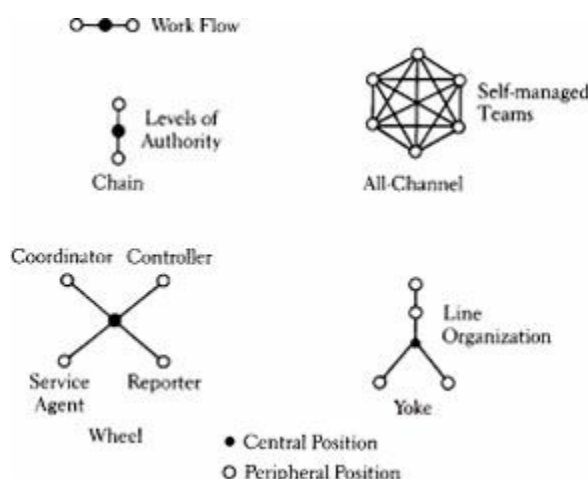 Work Flow
Levels of
Authority
Chain
Self-managed
Teams
All-Channel
Coordinator
Controller
Service
Agent
Reporter
Wheel
Line
Organization
Yoke
Central Position
Peripheral Position